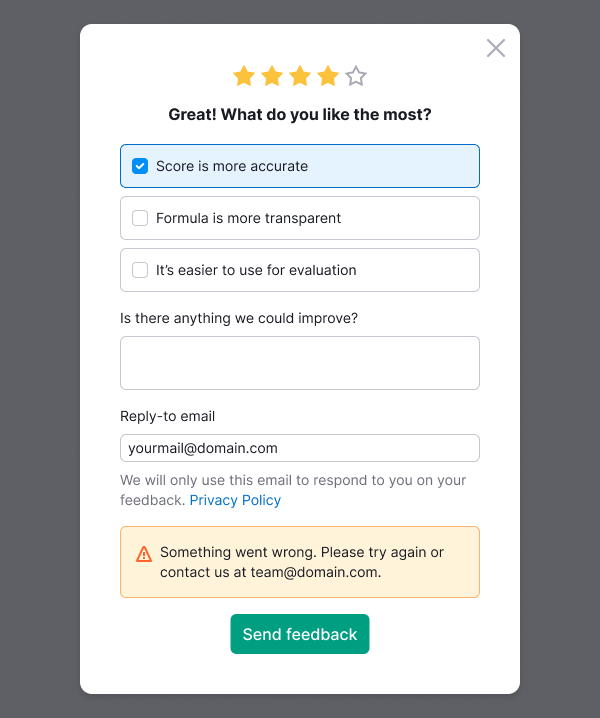 Great! What do you like the most?
Score is more accurate
Formula is more transparent
It’s easier to use for evaluation
Is there anything we could improve?
Reply-to email
yourmail@domain.com
We will only use this email to respond to you on your
feedback. Privacy Policy
Something went wrong. Please try again or
contact us at team@domain.com.
Send feedback